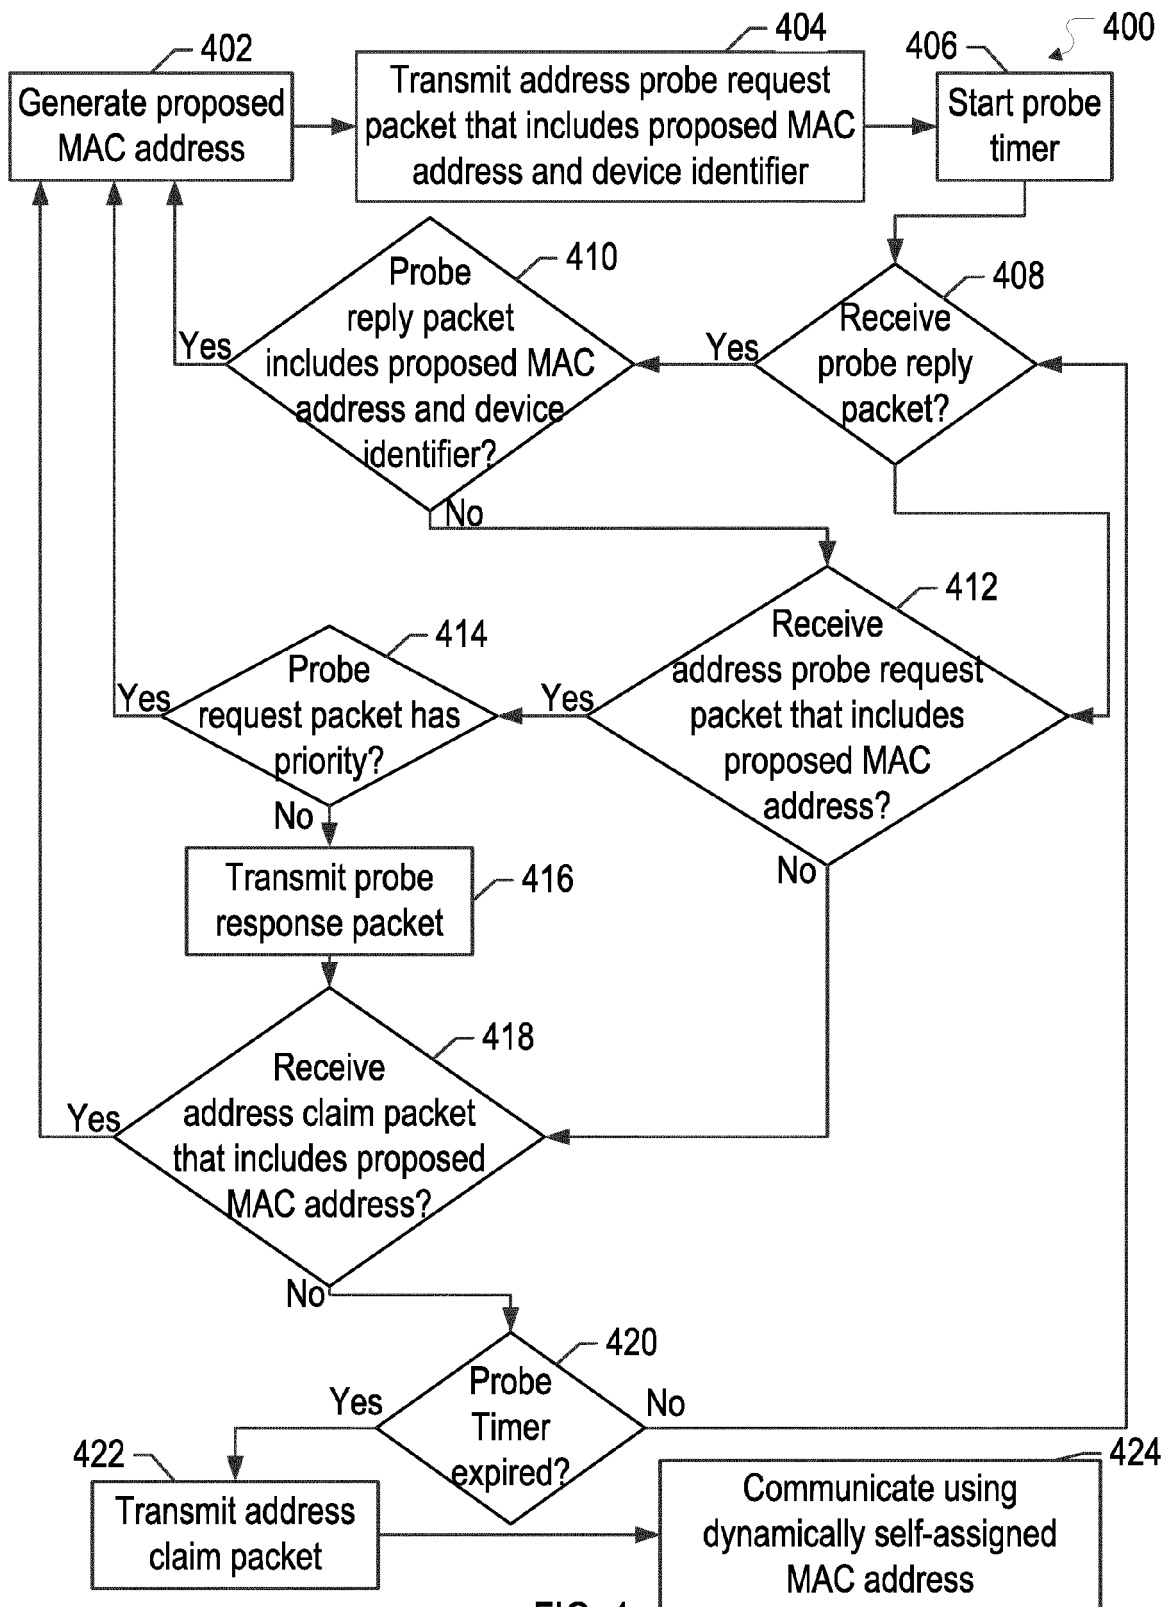 402
404
406
400
Generate proposed
MAC address
Transmit address probe request
packet that includes proposed MAC
address and device identifier
Start probe
timer
410
Probe
reply packet
includes proposed MAC
address and device
identifier?
Yes
No
408
Receive
probe reply
packet?
Yes
412
Receive
address probe request
packet that includes
proposed MAC
address?
Yes
No
414
Probe
request packet has
priority?
Yes
No
Transmit probe
response packet
416
418
Receive
address claim packet
that includes proposed
MAC address?
Yes
No
420
Probe
Timer
expired?
Yes
No
422
Transmit address
claim packet
424
Communicate using
dynamically self-assigned
MAC address